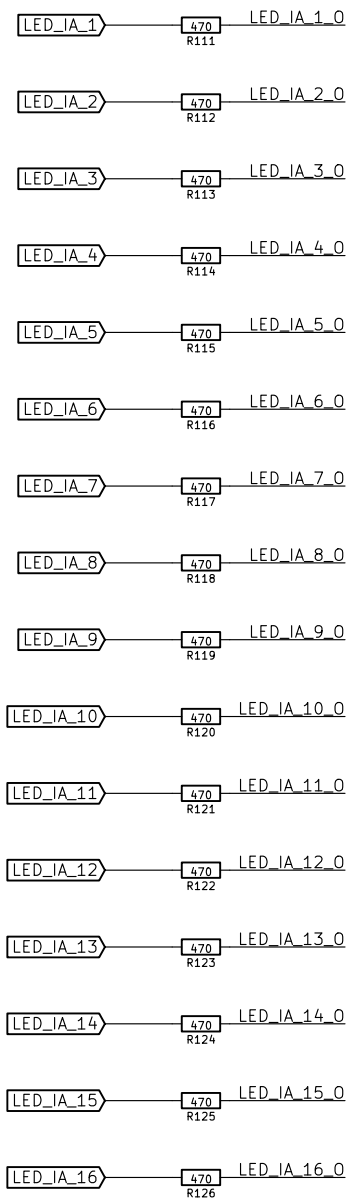 LED_IA_1 470 LED_IA_1_O
R111
LED_IA_2 470 LED_IA_2_O
R112
LED_IA_3 470 LED_IA_3_O
R113
LED_IA_4 470 LED_IA_4_O
R114
LED_IA_5 470 LED_IA_5_O
R115
LED_IA_6 470 LED_IA_6_O
R116
LED_IA_7 470 LED_IA_7_O
R117
LED_IA_8 470 LED_IA_8_O
R118
LED_IA_9 470 LED_IA_9_O
R119
LED_IA_10 470 LED_IA_10_O
R120
LED_IA_11 470 LED_IA_11_O
R121
LED_IA_12 470 LED_IA_12_O
R122
LED_IA_13 470 LED_IA_13_O
R123
LED_IA_14 470 LED_IA_14_O
R124
LED_IA_15 470 LED_IA_15_O
R125
LED_IA_16 470 LED_IA_16_O
R126